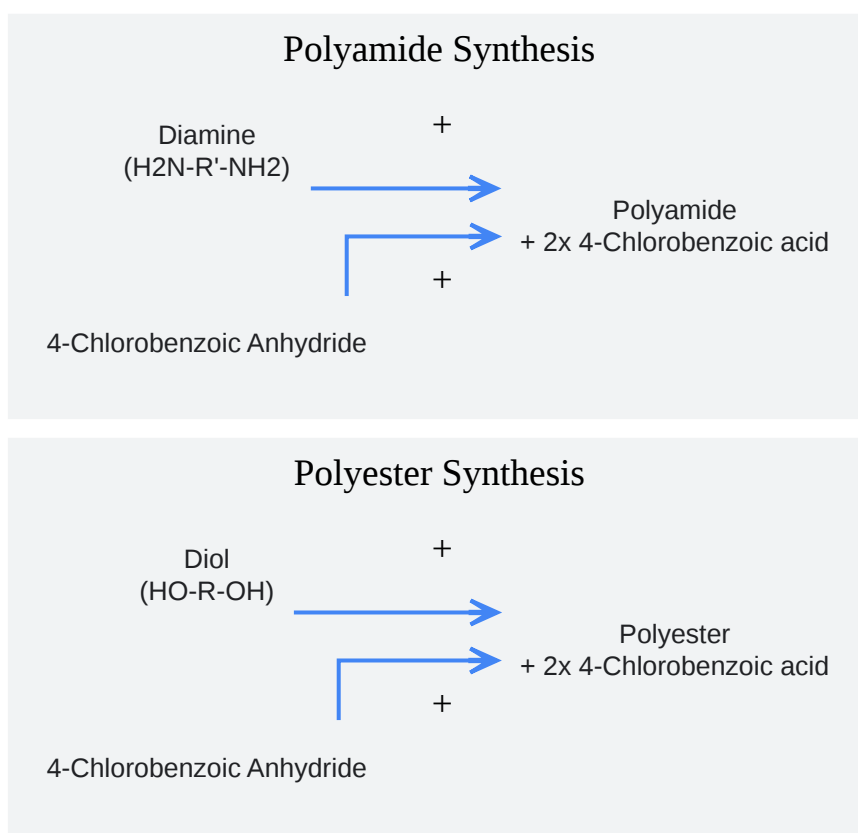 Polyamide Synthesis
+
Diamine
(H2N-R'-NH2)
Polyamide
+ 2x 4-Chlorobenzoic acid
+
4-Chlorobenzoic Anhydride
Polyester Synthesis
+
Diol
(HO-R-OH)
Polyester
+ 2x 4-Chlorobenzoic acid
+
4-Chlorobenzoic Anhydride